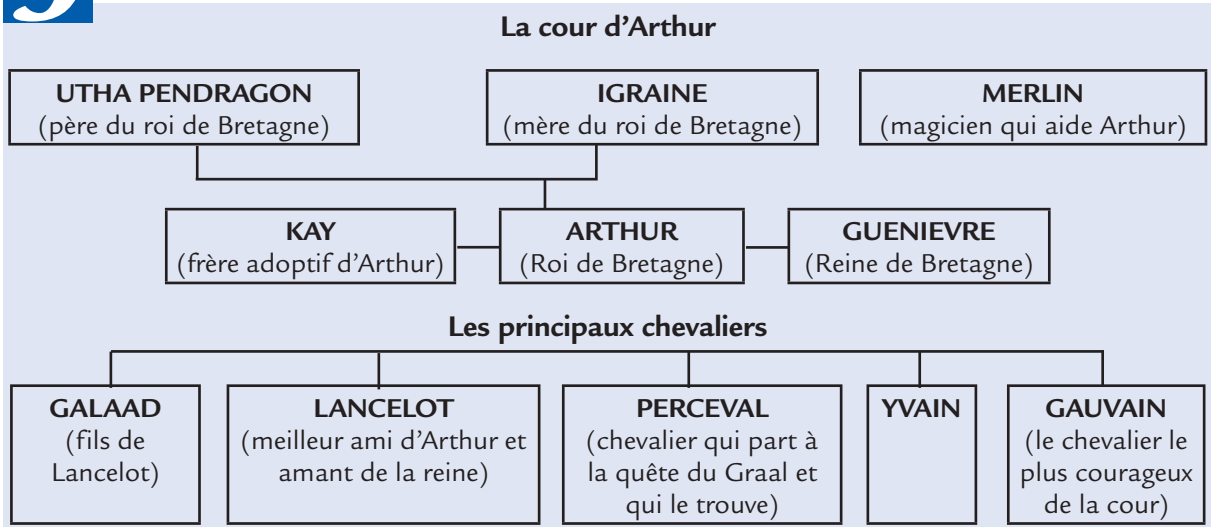 La cour d’Arthur
UTHA PENDRAGON
(père du roi de Bretagne)
IGRAINE
(mère du roi de Bretagne)
MERLIN
(magicien qui aide Arthur)
KAY
(frère adoptif d’Arthur)
ARTHUR
(Roi de Bretagne)
GUENIEVRE
(Reine de Bretagne)
Les principaux chevaliers
GALAAD
(fils de
Lancelot)
LANCELOT
(meilleur ami d’Arthur et
amant de la reine)
PERCEVAL
(chevalier qui part à
la quête du Graal et
qui le trouve)
YVAIN
GAUVAIN
(le chevalier le
plus courageux
de la cour)